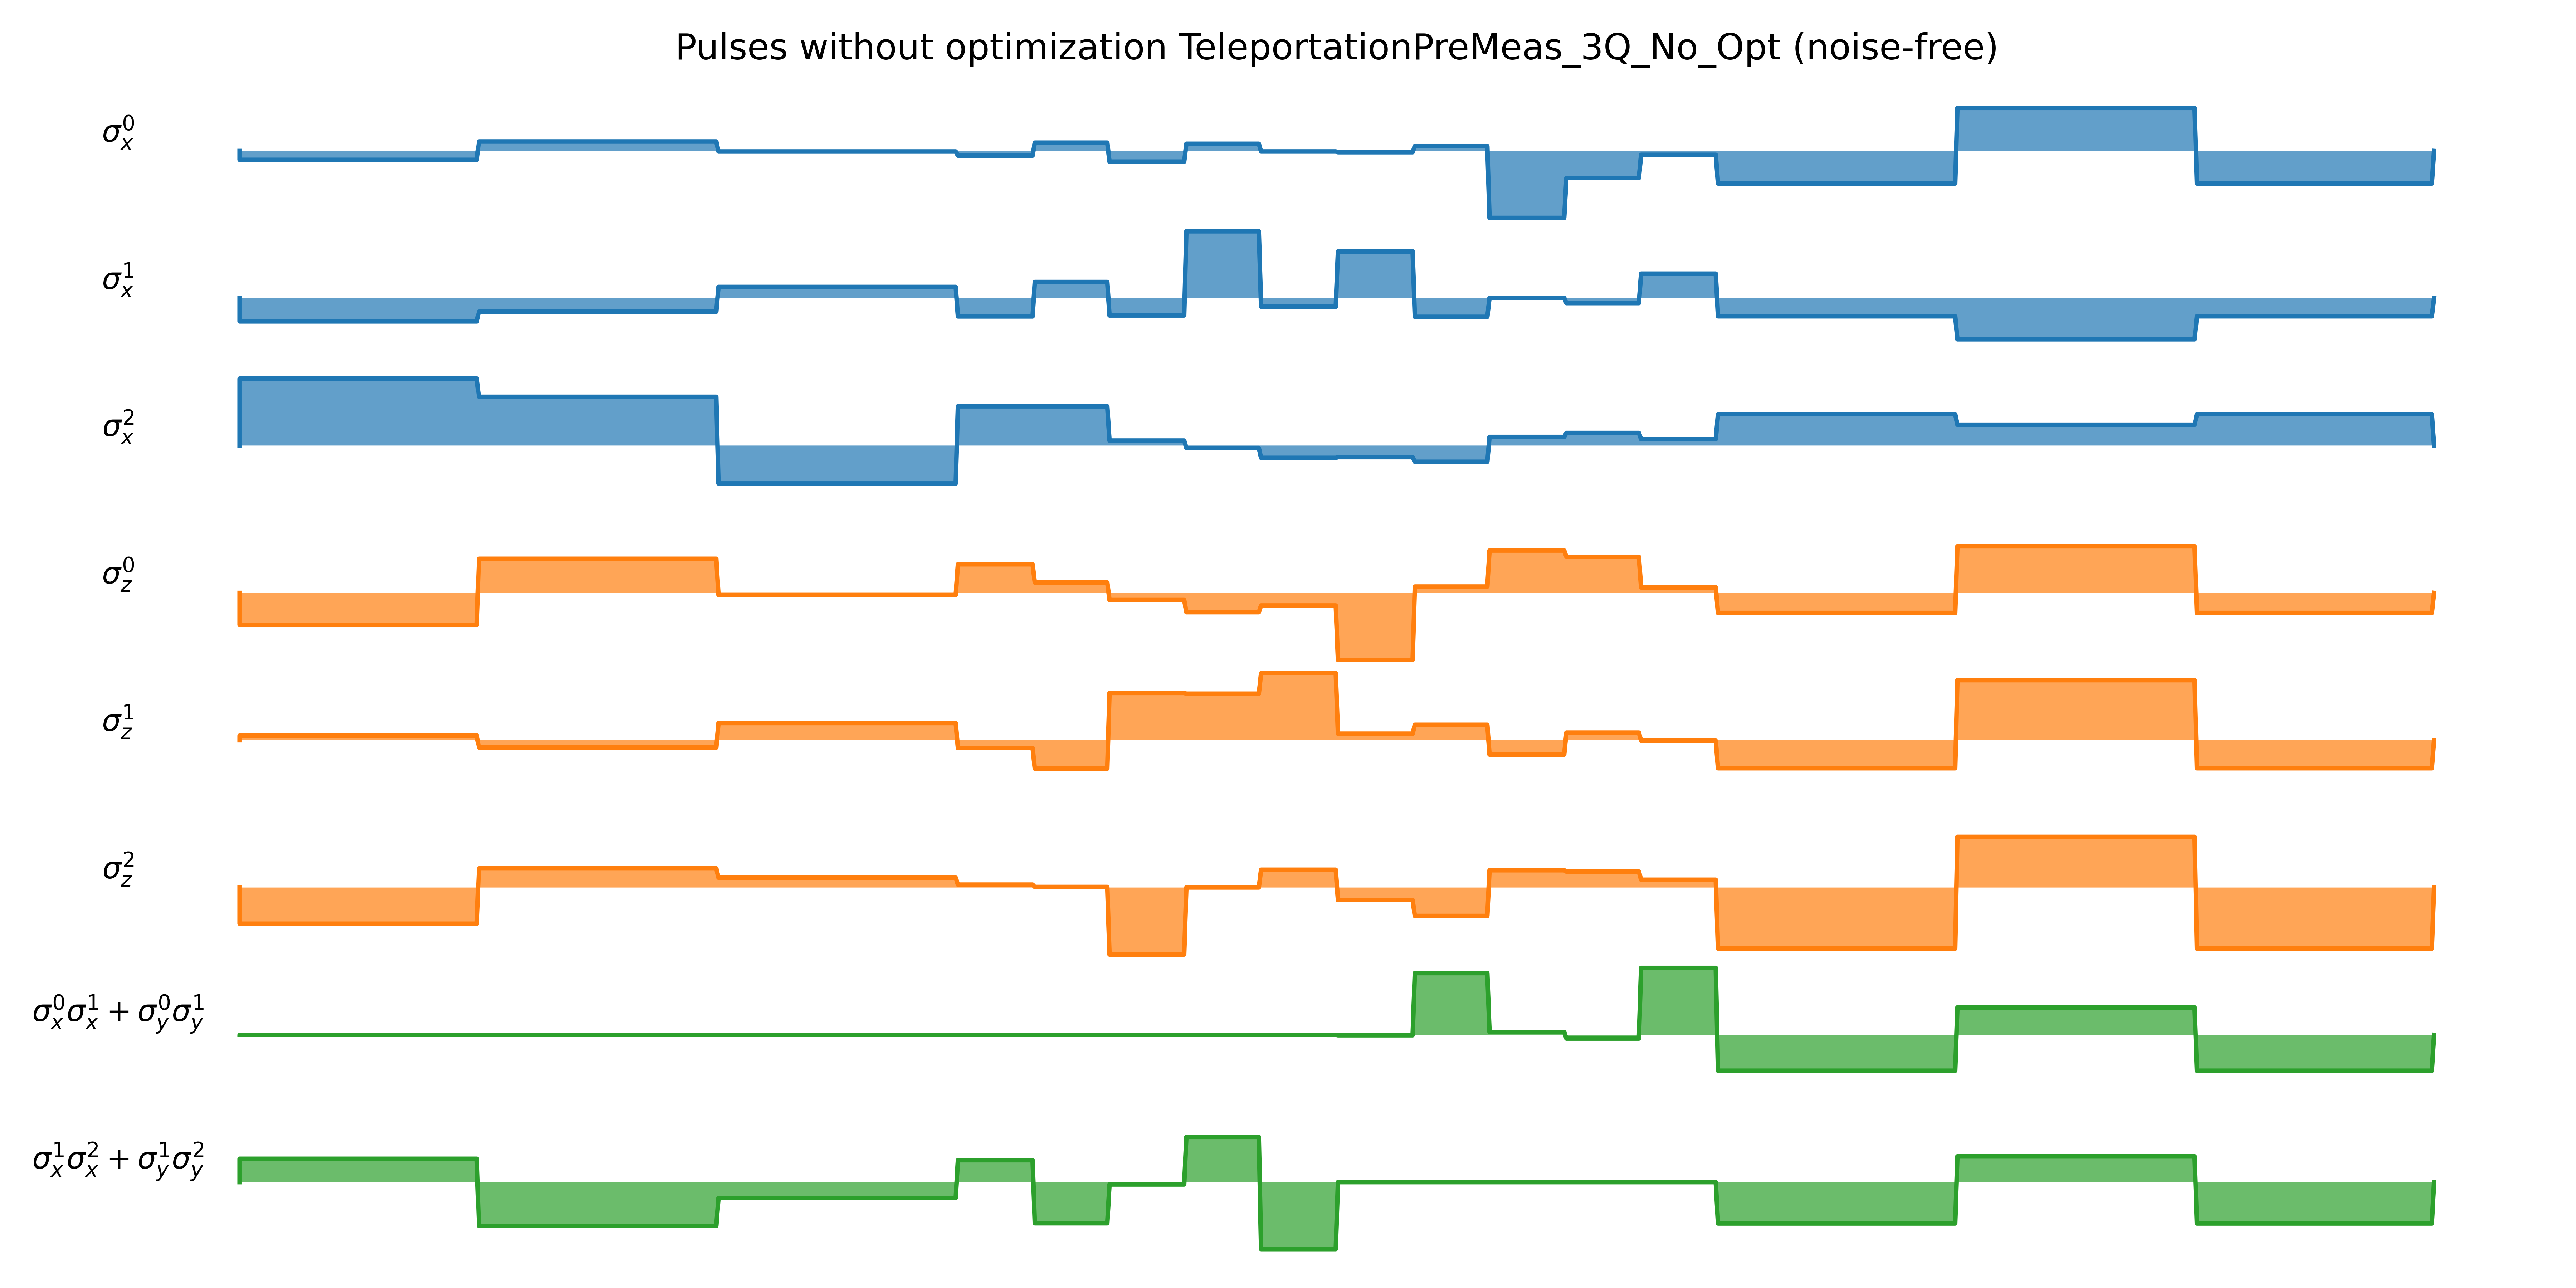 Pulses without optimization TeleportationPreMeas_3Q_No_Opt (noise-free)
σ_x^0
σ_x^1
σ_x^2
σ_z^0
σ_z^1
σ_z^2
σ_x^0σ_x^1 + σ_y^0σ_y^1
σ_x^1σ_x^2 + σ_y^1σ_y^2